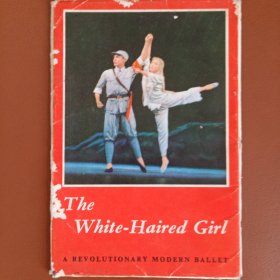 The
White-Haired Girl
A REVOLUTIONARY MODERN BALLET